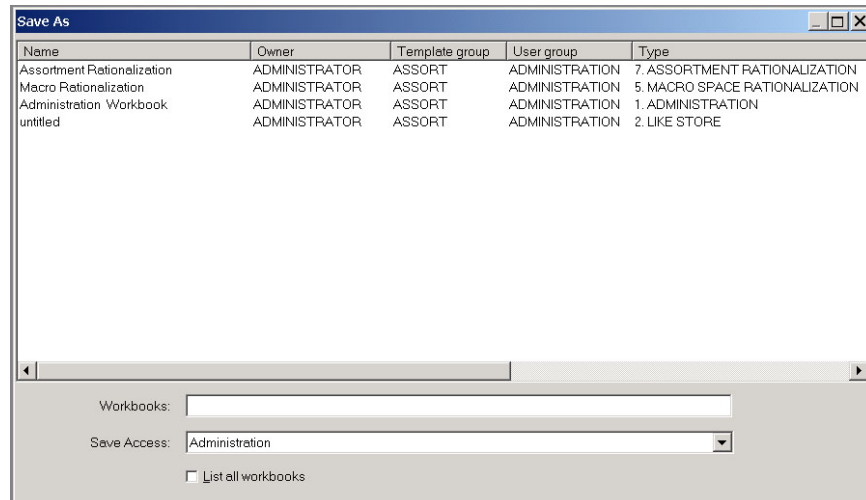 Save As
Name Owner Template group User group Type
Assortment Rationalization ADMINISTRATOR ASSORT ADMINISTRATION 7. ASSORTMENT RATIONALIZATION
Macro Rationalization ADMINISTRATOR ASSORT ADMINISTRATION 5. MACRO SPACE RATIONALIZATION
Administration Workbook ADMINISTRATOR ASSORT ADMINISTRATION 1. ADMINISTRATION
untitled ADMINISTRATOR ASSORT ADMINISTRATION 2. LIKE STORE
Workbooks:
Save Access: Administration
List all workbooks